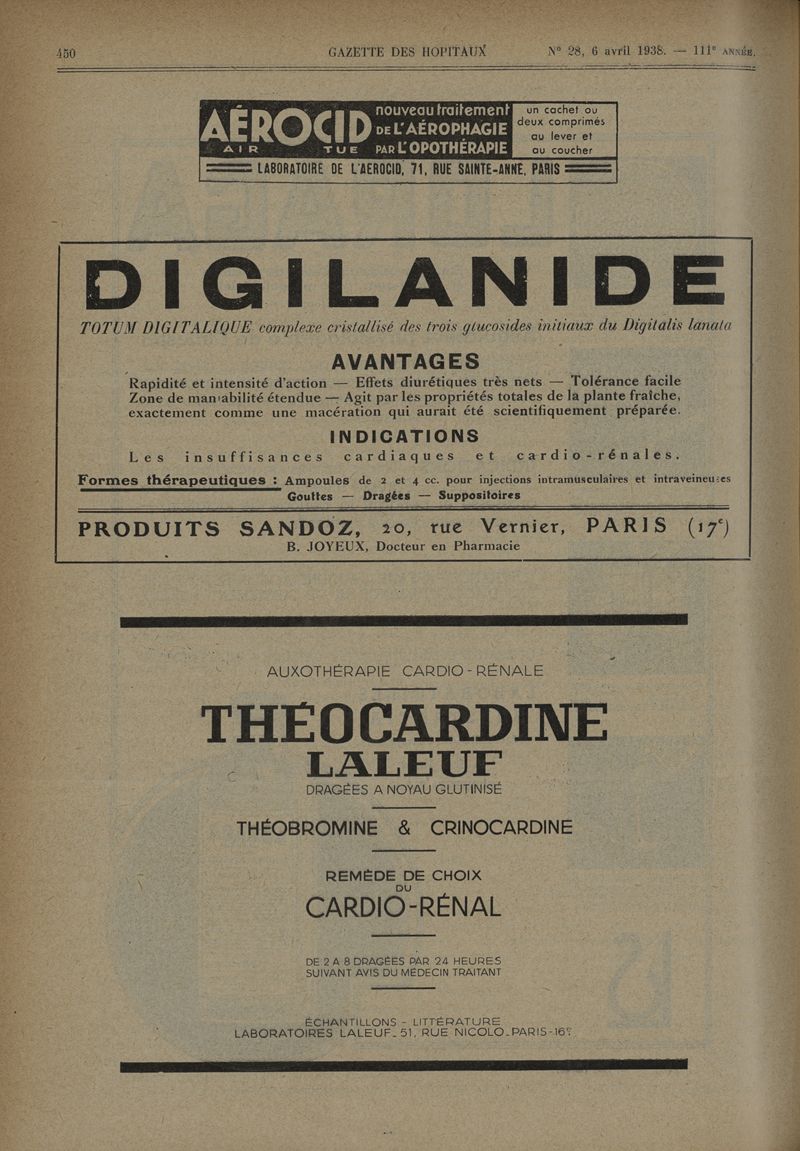 450 GAZETTE DES HOPITAUX N° 28, 6 avril 1938. — 111e ANNÉE.
AÉROCID
AIR TUE
nouveau traitement
DE L'AÉROPHAGIE
PAR L'OPOTHÉRAPIE
un cachet ou
deux comprimés
au lever et
au coucher
LABORATOIRE DE L'AEROCID, 71, RUE SAINTE-ANNE, PARIS
DIGILANIDE
TOTUM DIGITALIQUE complexe cristallisé des trois glucosides initiaux du Digitalis lanata
AVANTAGES
Rapidité et intensité d'action — Effets diurétiques très nets — Tolérance facile
Zone de maniabilité étendue — Agit par les propriétés totales de la plante fraîche,
exactement comme une macération qui aurait été scientifiquement préparée.
INDICATIONS
Les insuffisances cardiaques et cardio-rénales.
Formes thérapeutiques : Ampoules de 2 et 4 cc. pour injections intramusculaires et intraveineuses
Gouttes — Dragées — Suppositoires
PRODUITS SANDOZ, 20, rue Vernier, PARIS (17e)
B. JOYEUX, Docteur en Pharmacie
AUXOTHÉRAPIE CARDIO-RÉNALE
THÉOCARDINE
LALEUF
DRAGÉES A NOYAU GLUTINISÉ
THÉOBROMINE & CRINOCARDINE
REMÈDE DE CHOIX
DU
CARDIO-RÉNAL
DE 2 A 8 DRAGÉES PAR 24 HEURES
SUIVANT AVIS DU MÉDECIN TRAITANT
ÉCHANTILLONS - LITTÉRATURE
LABORATOIRES LALEUF_51, RUE NICOLO_PARIS-16e